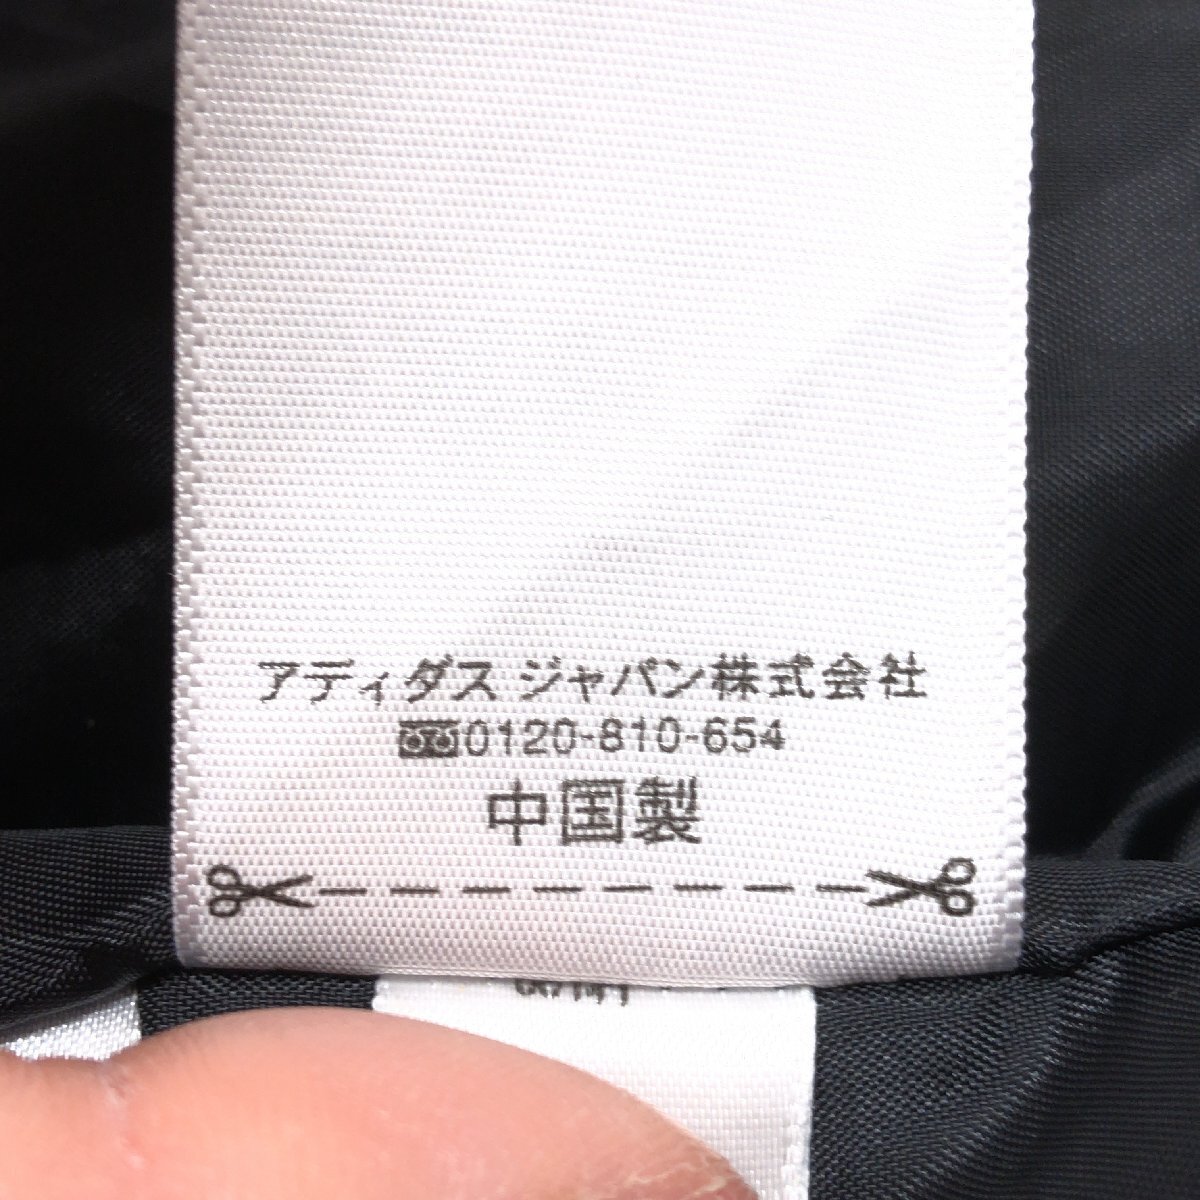 アディダス ジャパン株式会社
0120-810-654
中国製